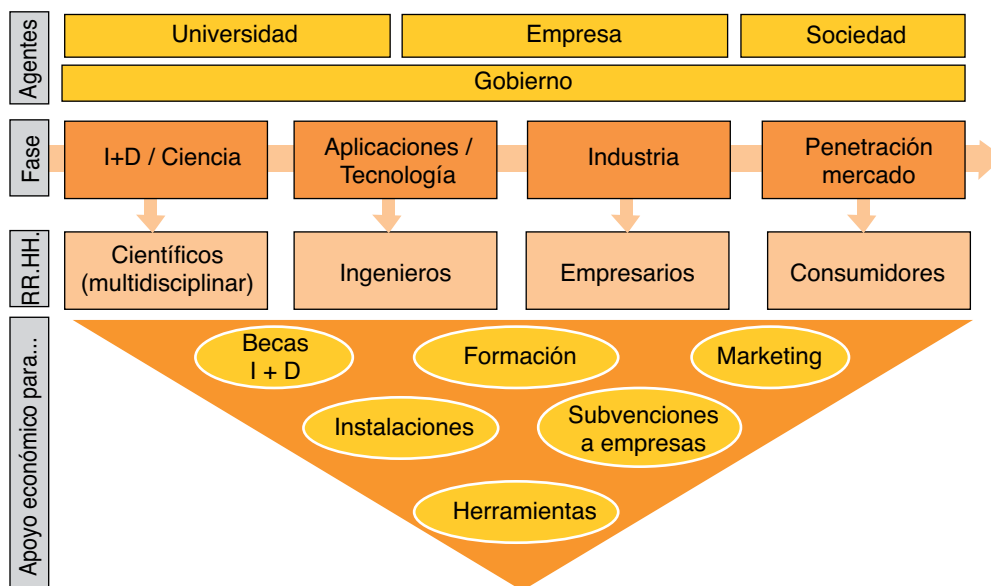 Agentes
Universidad
Empresa
Sociedad
Gobierno
Fase
I+D / Ciencia
Aplicaciones /
Tecnología
Industria
Penetración
mercado
RR.HH.
Científicos
(multidisciplinar)
Ingenieros
Empresarios
Consumidores
Apoyo económico para...
Becas
I + D
Formación
Marketing
Instalaciones
Subvenciones
a empresas
Herramientas